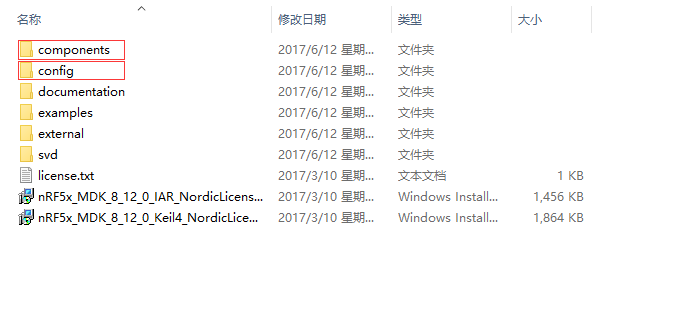 名称 修改日期 类型 大小
components 2017/6/12 星期... 文件夹
config 2017/6/12 星期... 文件夹
documentation 2017/6/12 星期... 文件夹
examples 2017/6/12 星期... 文件夹
external 2017/6/12 星期... 文件夹
svd 2017/6/12 星期... 文件夹
license.txt 2017/3/10 星期... 文本文档 1 KB
nRF5x_MDK_8_12_0_IAR_NordicLicens... 2017/3/10 星期... Windows Install... 1,456 KB
nRF5x_MDK_8_12_0_Keil4_NordicLice... 2017/3/10 星期... Windows Install... 1,864 KB